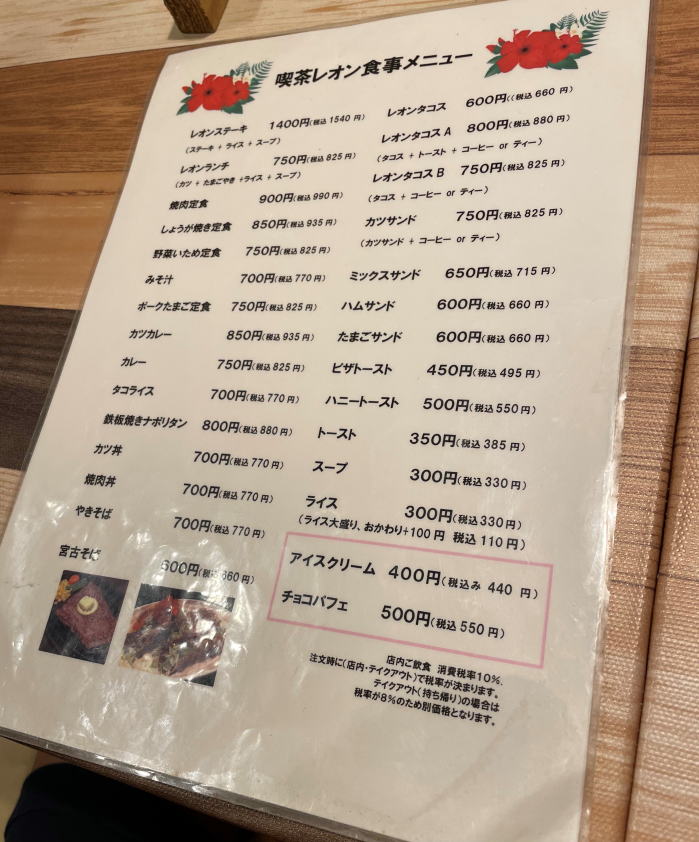 喫茶レオン食事メニュー
レオンステーキ 1400円(税込 1540 円)
(ステーキ + ライス + スープ)
レオンランチ 750円(税込 825 円)
(カツ + たまごやき +ライス + スープ)
焼肉定食 900円(税込 990 円)
しょうが焼き定食 850円(税込 935 円)
野菜いため定食 750円(税込 825 円)
みそ汁 700円(税込 770 円)
ポークたまご定食 750円(税込 825 円)
カツカレー 850円(税込 935 円)
カレー 750円(税込 825 円)
タコライス 700円(税込 770 円)
鉄板焼きナポリタン 800円(税込 880 円)
カツ丼 700円(税込 770 円)
焼肉丼 700円(税込 770 円)
やきそば 700円(税込 770 円)
宮古そば 600円(税込 660 円)
レオンタコス 600円((税込 660 円)
レオンタコス A 800円(税込 880 円)
(タコス + トースト + コーヒー or ティー)
レオンタコス B 750円(税込 825 円)
(タコス + コーヒー or ティー)
カツサンド 750円(税込 825 円)
(カツサンド + コーヒー or ティー)
ミックスサンド 650円(税込 715 円)
ハムサンド 600円(税込 660 円)
たまごサンド 600円(税込 660 円)
ピザトースト 450円(税込 495 円)
ハニートースト 500円(税込 550 円)
トースト 350円(税込 385 円)
スープ 300円(税込 330 円)
ライス 300円(税込 330 円)
(ライス大盛り、おかわり+100 円 税込 110 円)
アイスクリーム 400円(税込み 440 円)
チョコパフェ 500円(税込 550 円)
店内ご飲食 消費税率10%、
注文時に(店内・テイクアウト)で税率が決まります。
テイクアウト(持ち帰り)の場合は
税率が8%のため別価格となります。